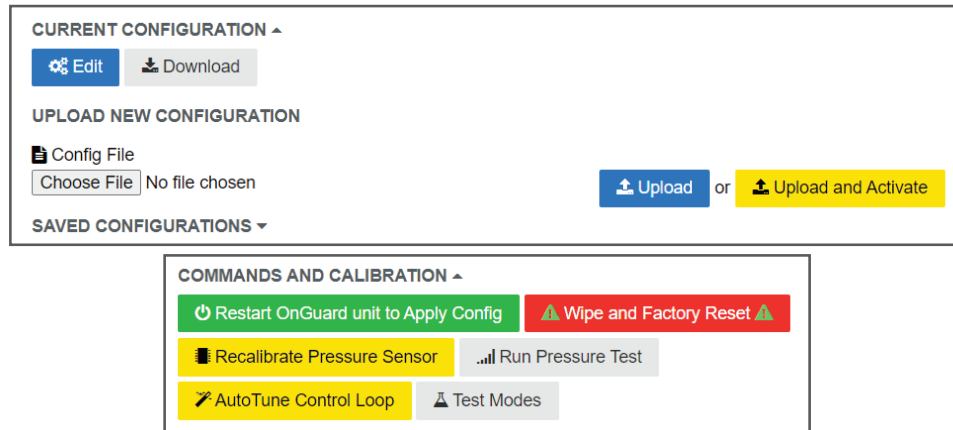 CURRENT CONFIGURATION
Edit Download
UPLOAD NEW CONFIGURATION
Config File
Choose File No file chosen
Upload or Upload and Activate
SAVED CONFIGURATIONS
COMMANDS AND CALIBRATION
Restart OnGuard unit to Apply Config Wipe and Factory Reset
Recalibrate Pressure Sensor Run Pressure Test
AutoTune Control Loop Test Modes